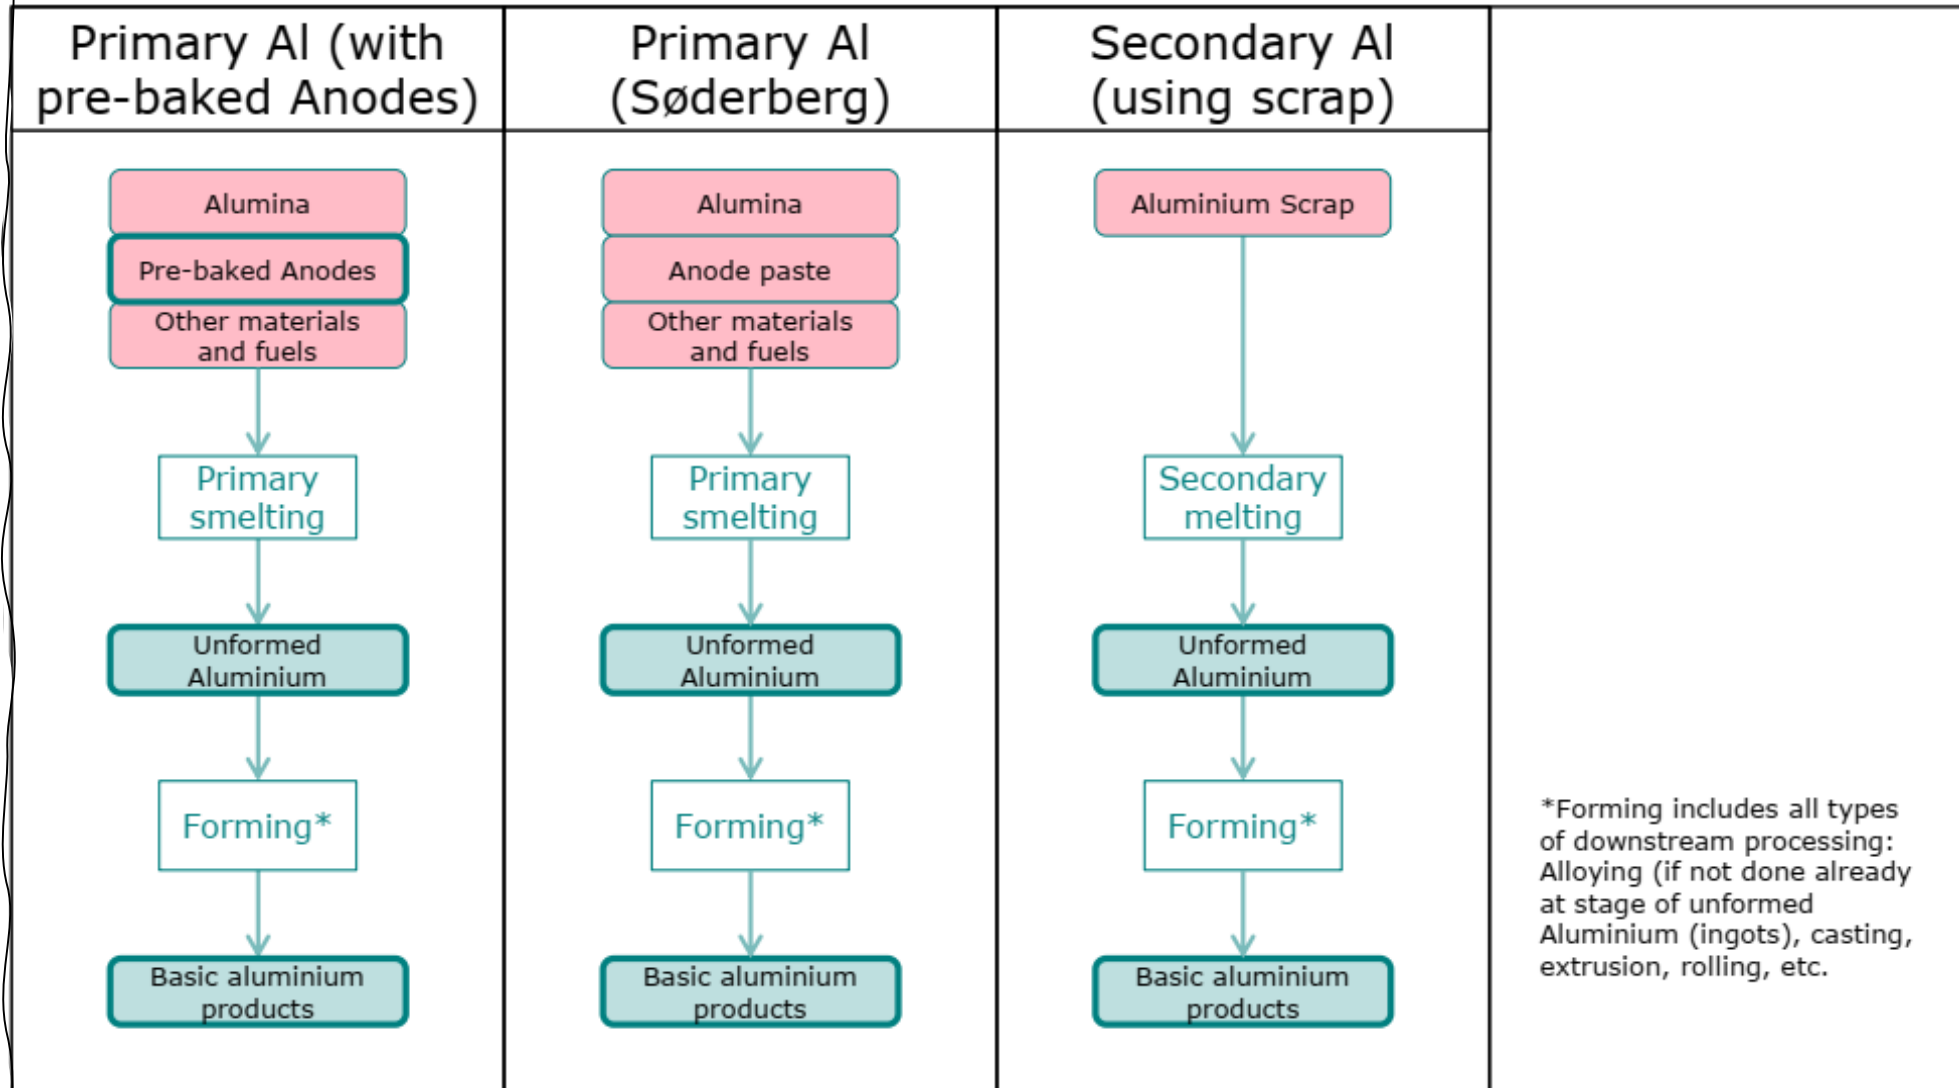 Primary Al (with
pre-baked Anodes)
Primary Al
(Søderberg)
Secondary Al
(using scrap)
Alumina
Pre-baked Anodes
Other materials
and fuels
Primary
smelting
Unformed
Aluminium
Forming*
Basic aluminium
products
Alumina
Anode paste
Other materials
and fuels
Primary
smelting
Unformed
Aluminium
Forming*
Basic aluminium
products
Aluminium Scrap
Secondary
melting
Unformed
Aluminium
Forming*
Basic aluminium
products
*Forming includes all types
of downstream processing:
Alloying (if not done already
at stage of unformed
Aluminium (ingots), casting,
extrusion, rolling, etc.